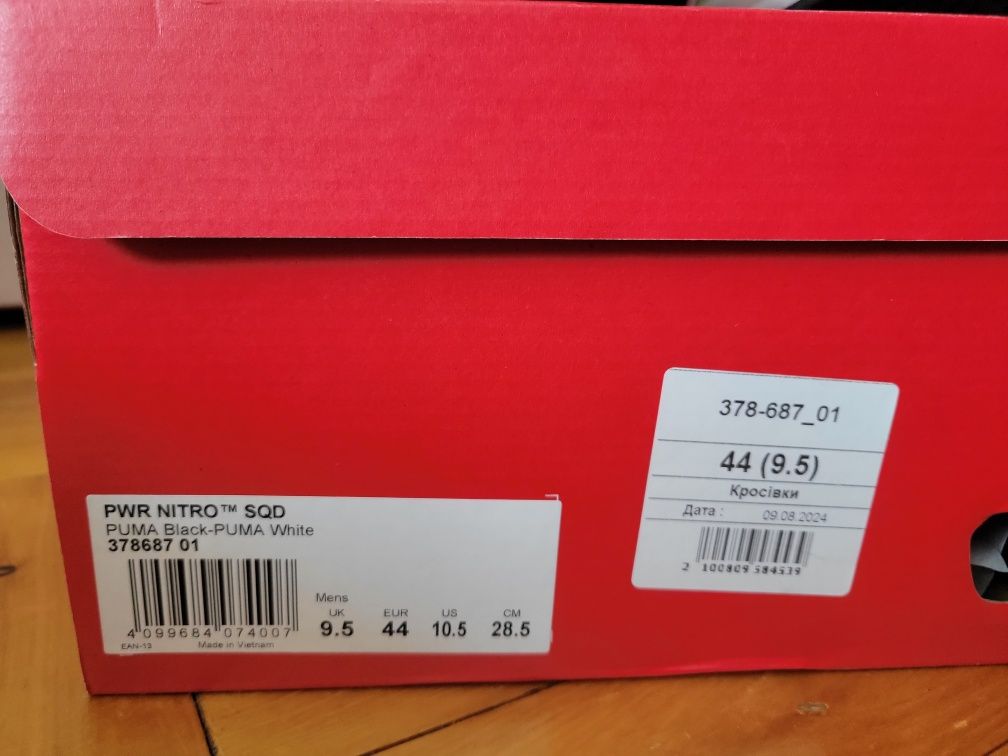 PWR NITRO™ SQD
PUMA Black-PUMA White
378687 01
4 099684 074007
EAN-13
Made in Vietnam
Mens
UK EUR US CM
9.5 44 10.5 28.5
378-687_01
44 (9.5)
Кросівки
Дата : 09.08.2024
2 100809 584539